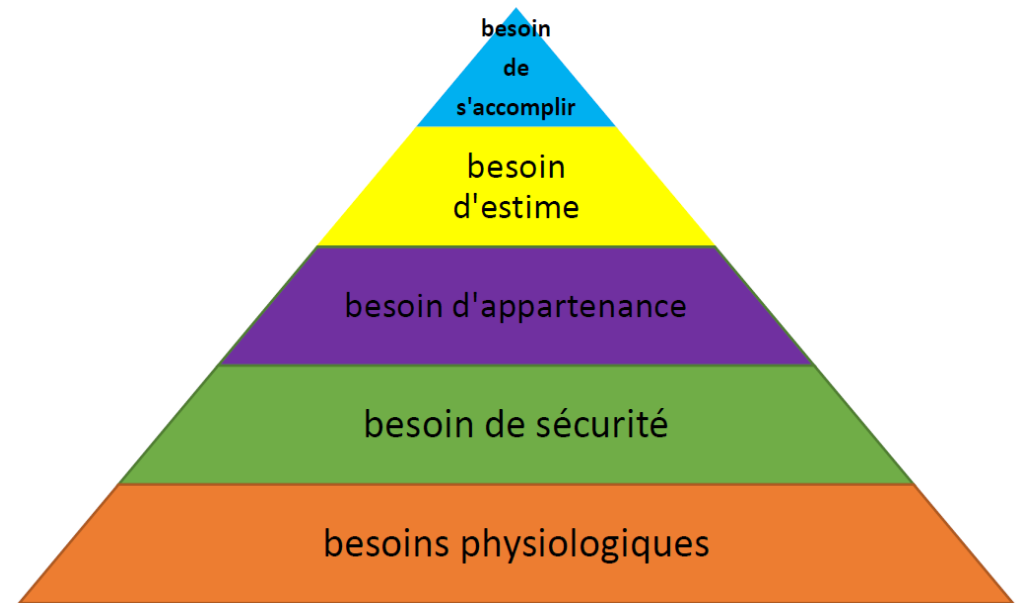 besoin
de
s'accomplir
besoin
d'estime
besoin d'appartenance
besoin de sécurité
besoins physiologiques